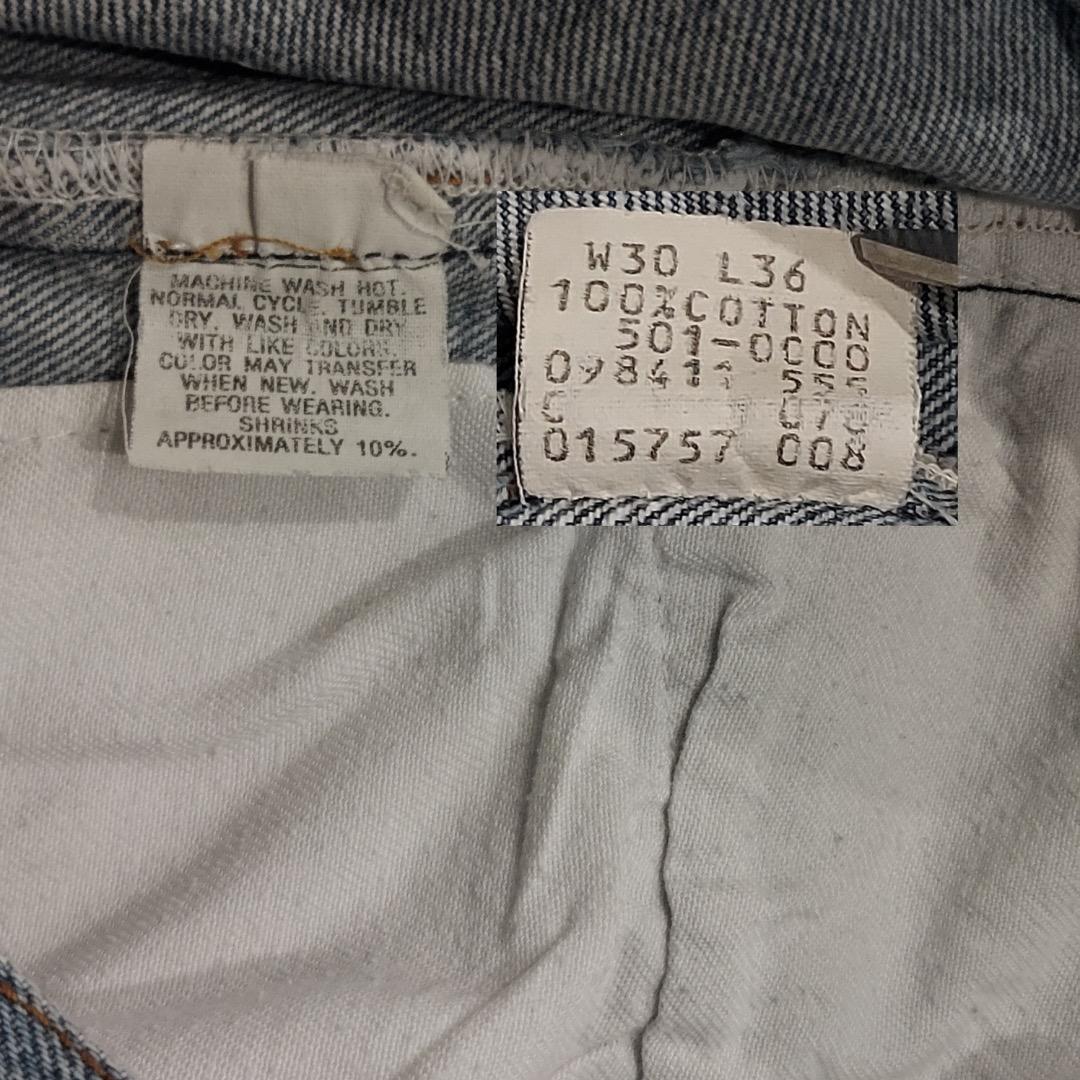 MACHINE WASH HOT.
NORMAL CYCLE. TUMBLE
DRY. WASH AND DRY
WITH LIKE COLORS.
COLOR MAY TRANSFER
WHEN NEW. WASH
BEFORE WEARING.
SHRINKS
APPROXIMATELY 10%.
W30 L36
100%COTTON
501-0000
015757 008